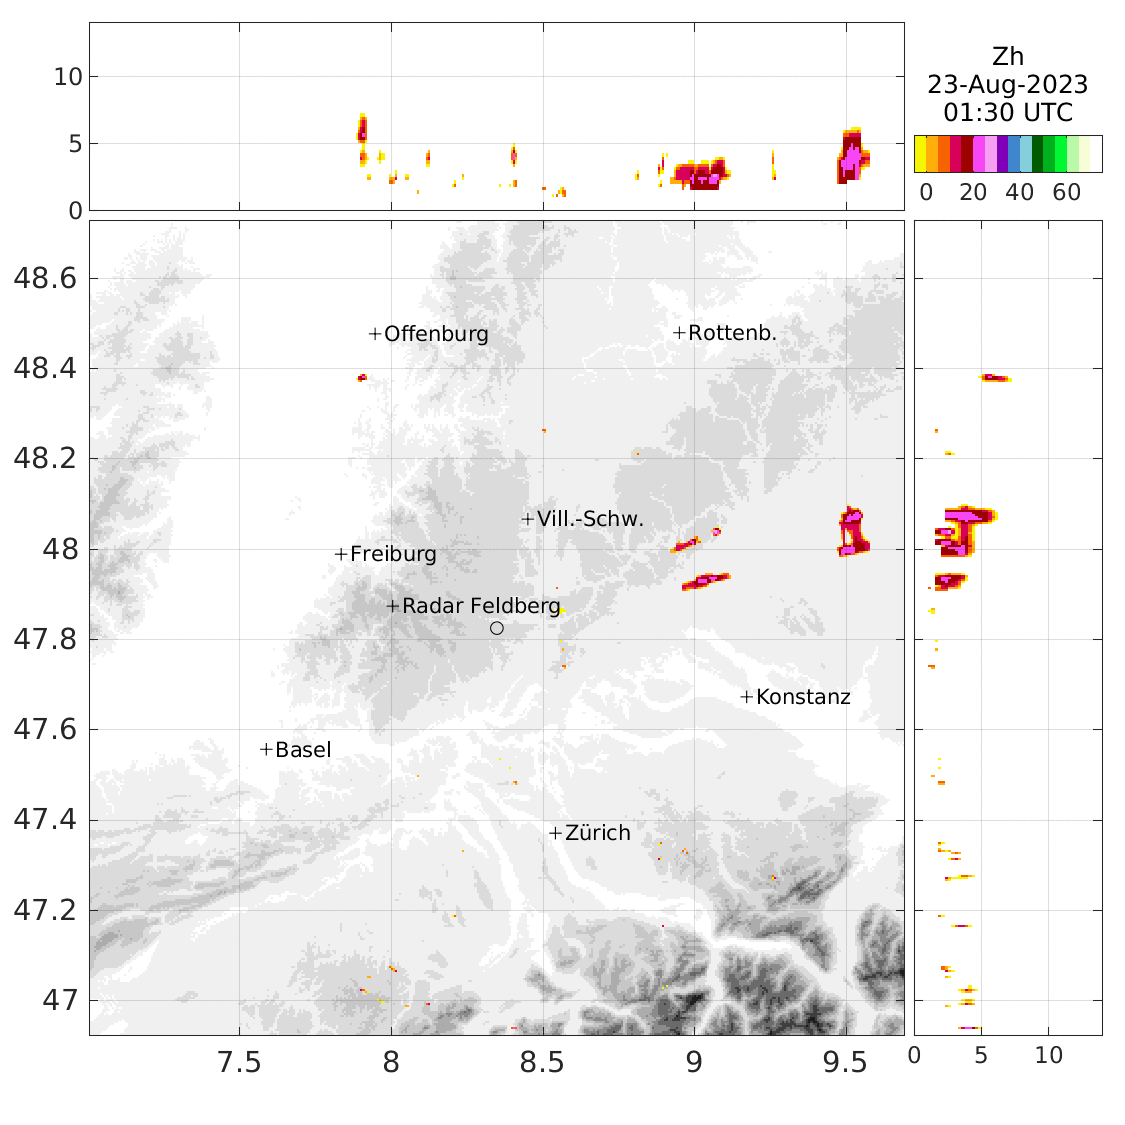 10
5
0
Zh
23-Aug-2023
01:30 UTC
0 20 40 60
48.6
48.4
48.2
48
47.8
47.6
47.4
47.2
47
+Offenburg
+Rottenb.
+Vill.-Schw.
+Freiburg
+Radar Feldberg
+Konstanz
+Basel
+Zürich
7.5 8 8.5 9 9.5
0 5 10